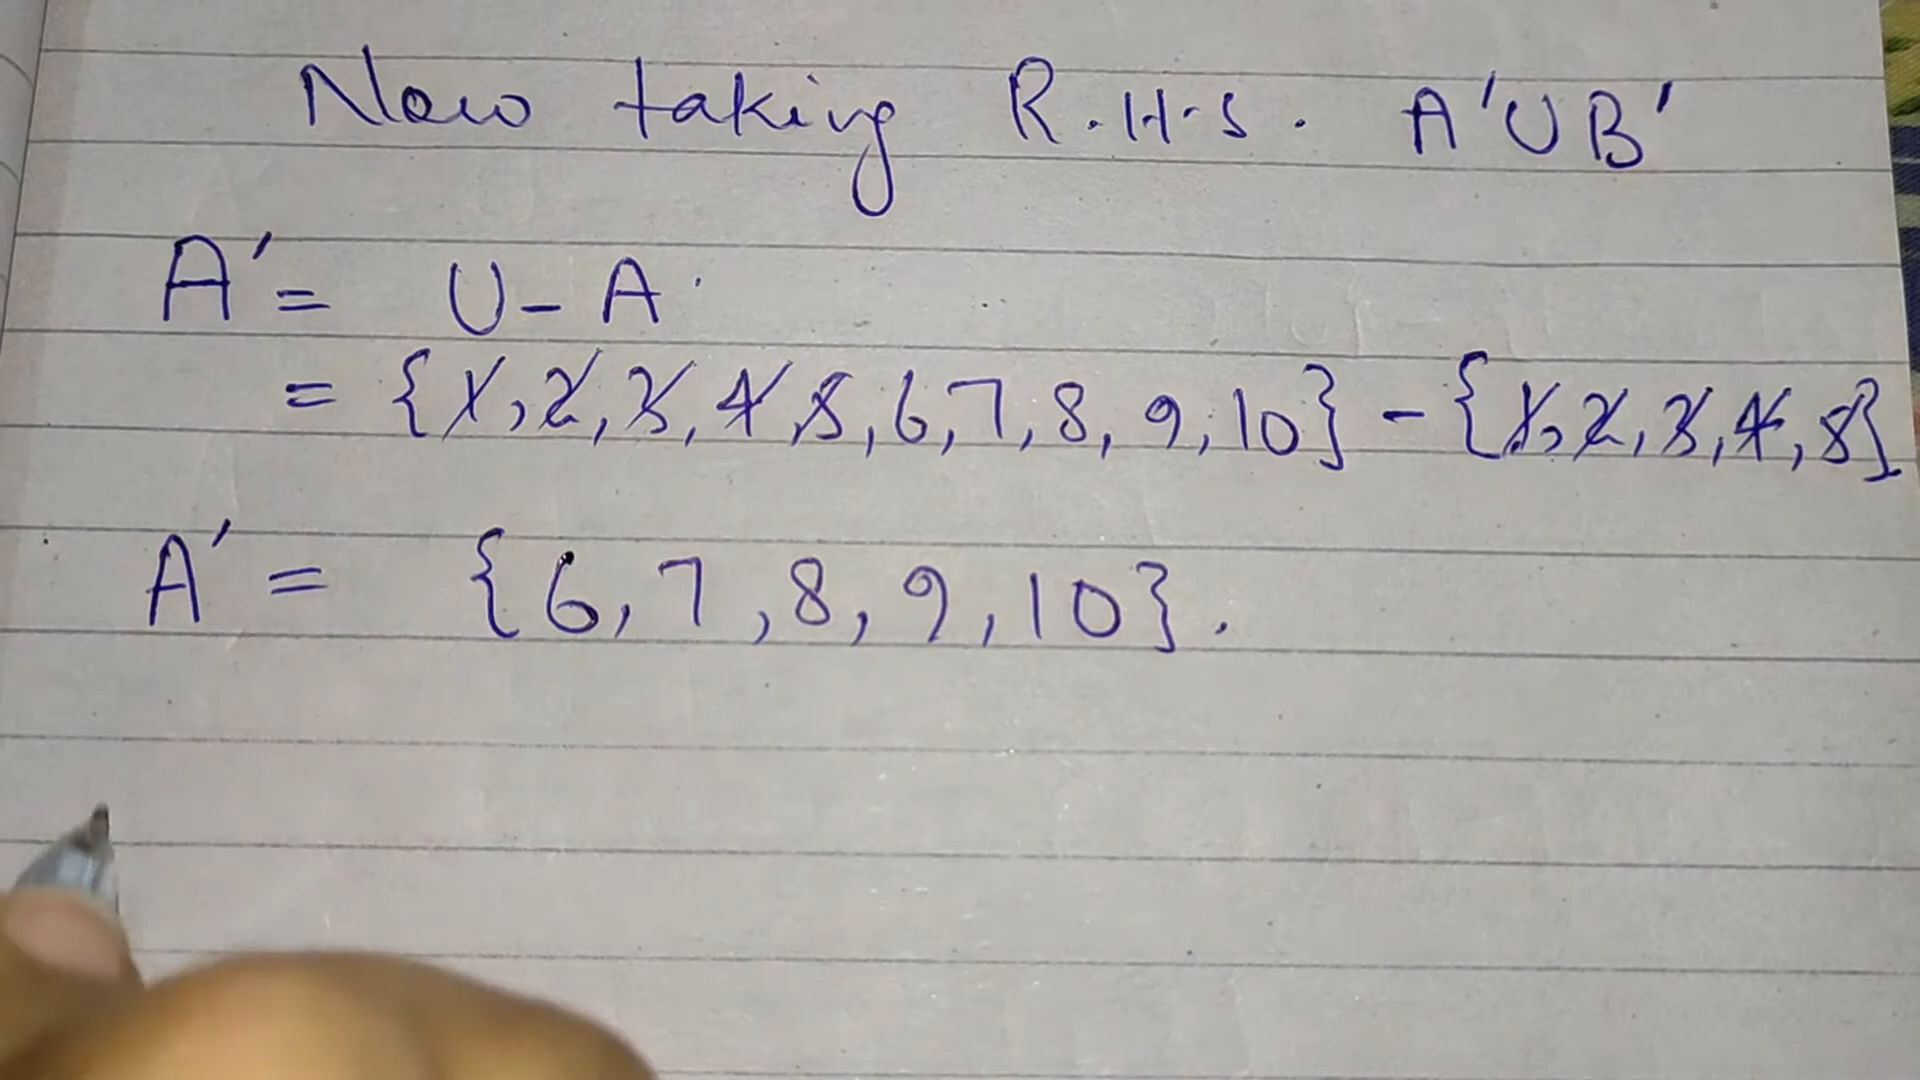 Now taking R.H.S. A'UB'
A' = U - A
= {1, 2, 3, 4, 5, 6, 7, 8, 9, 10} - {1, 2, 3, 4, 5}
A' = {6, 7, 8, 9, 10}.